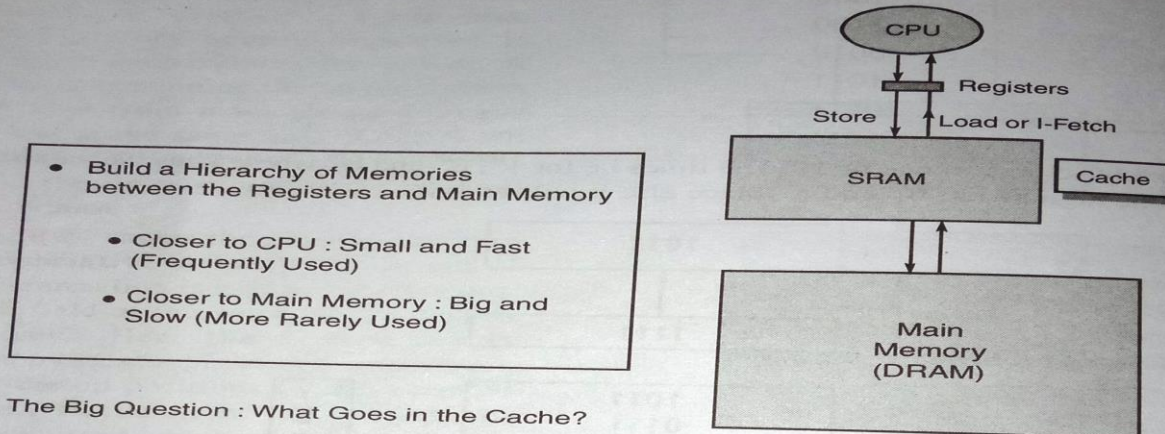 CPU
Registers
Store
Load or I-Fetch
SRAM
Cache
Main
Memory
(DRAM)
• Build a Hierarchy of Memories
between the Registers and Main Memory
• Closer to CPU : Small and Fast
(Frequently Used)
• Closer to Main Memory : Big and
Slow (More Rarely Used)
The Big Question : What Goes in the Cache?